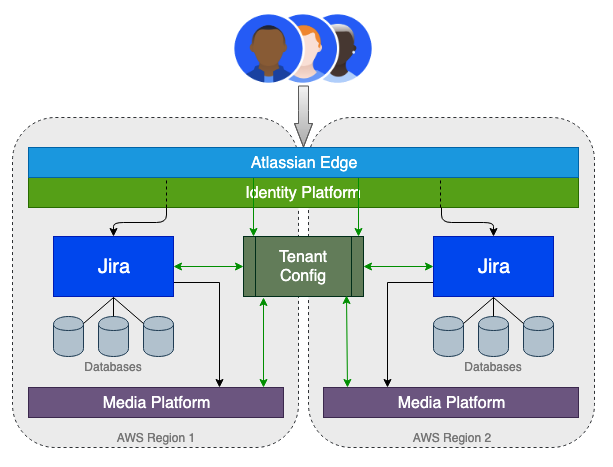 Atlassian Edge
Identity Platform
Jira
Tenant
Config
Jira
Databases
Databases
Media Platform
Media Platform
AWS Region 1
AWS Region 2